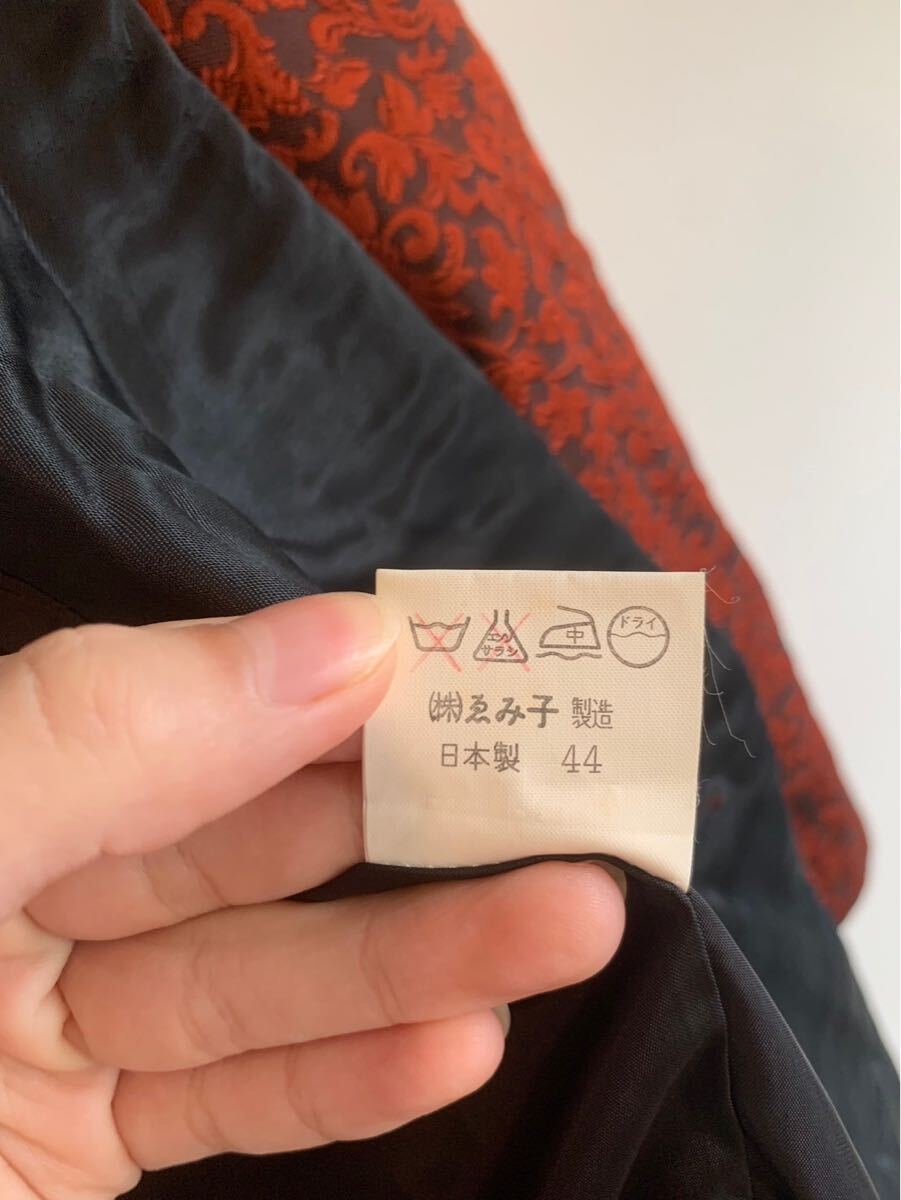 エンソ
サラシ
中
ドライ
(株)ゑみ子 製造
日本製 44